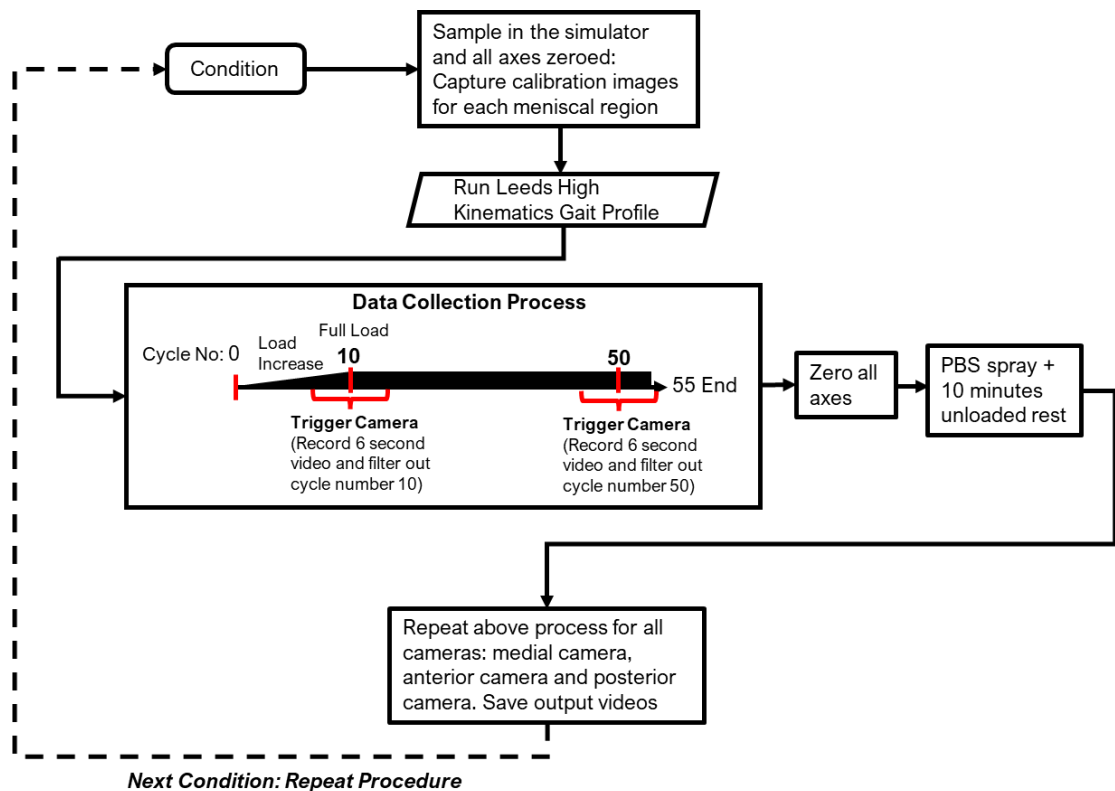 Condition
Sample in the simulator
and all axes zeroed:
Capture calibration images
for each meniscal region
Run Leeds High
Kinematics Gait Profile
Data Collection Process
Cycle No: 0
Load
Increase
Full Load
10
50
55 End
Trigger Camera
(Record 6 second
video and filter out
cycle number 10)
Trigger Camera
(Record 6 second
video and filter out
cycle number 50)
Zero all
axes
PBS spray +
10 minutes
unloaded rest
Repeat above process for all
cameras: medial camera,
anterior camera and posterior
camera. Save output videos
Next Condition: Repeat Procedure